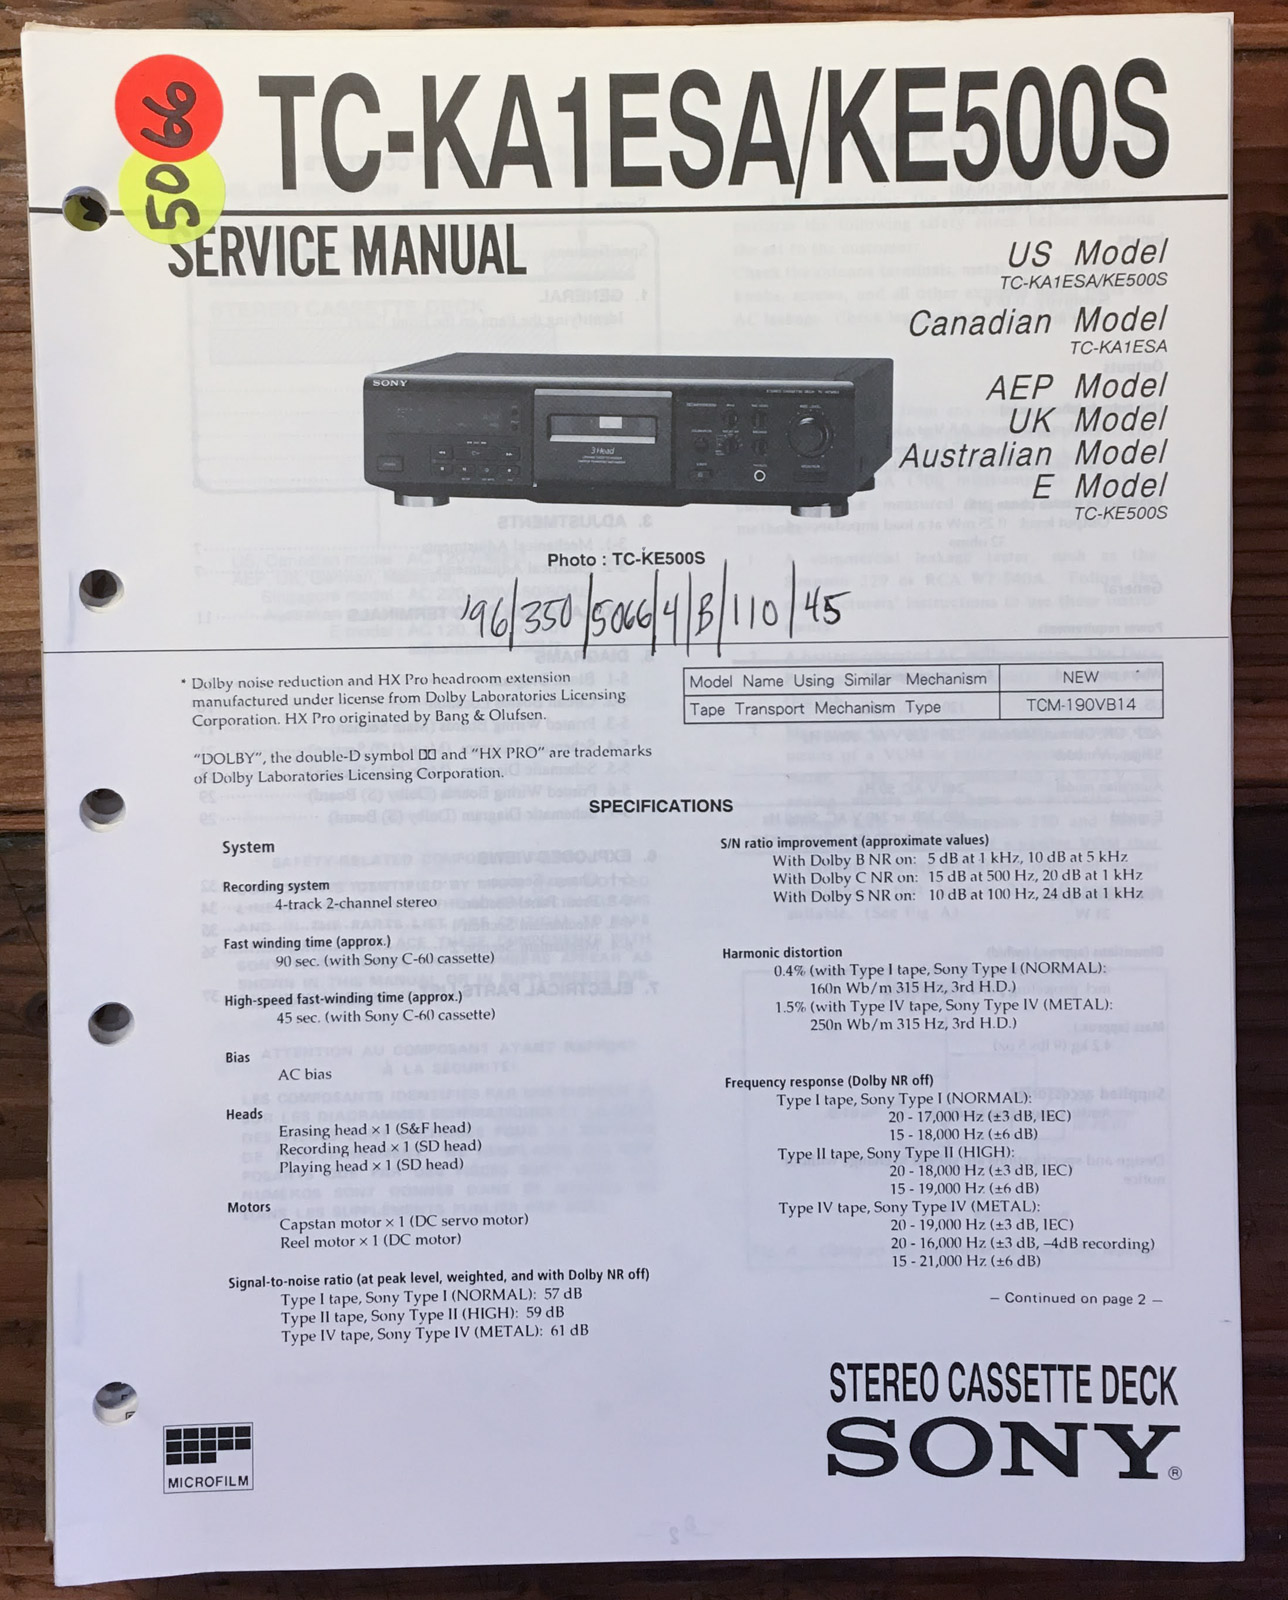 66
50
TC-KA1ESA/KE500S
SERVICE MANUAL
US Model
TC-KA1ESA/KE500S
Canadian Model
TC-KA1ESA
AEP Model
UK Model
Australian Model
E Model
TC-KE500S
SONY
3 Head
Photo : TC-KE500S
'96/350/5066/4/B/110/45
* Dolby noise reduction and HX Pro headroom extension
manufactured under license from Dolby Laboratories Licensing
Corporation. HX Pro originated by Bang & Olufsen.
"DOLBY", the double-D symbol and "HX PRO" are trademarks
of Dolby Laboratories Licensing Corporation.
Model Name Using Similar Mechanism NEW
Tape Transport Mechanism Type TCM-190VB14
SPECIFICATIONS
System
Recording system
4-track 2-channel stereo
Fast winding time (approx.)
90 sec. (with Sony C-60 cassette)
High-speed fast-winding time (approx.)
45 sec. (with Sony C-60 cassette)
Bias
AC bias
Heads
Erasing head × 1 (S&F head)
Recording head × 1 (SD head)
Playing head × 1 (SD head)
Motors
Capstan motor × 1 (DC servo motor)
Reel motor × 1 (DC motor)
Signal-to-noise ratio (at peak level, weighted, and with Dolby NR off)
Type I tape, Sony Type I (NORMAL): 57 dB
Type II tape, Sony Type II (HIGH): 59 dB
Type IV tape, Sony Type IV (METAL): 61 dB
S/N ratio improvement (approximate values)
With Dolby B NR on: 5 dB at 1 kHz, 10 dB at 5 kHz
With Dolby C NR on: 15 dB at 500 Hz, 20 dB at 1 kHz
With Dolby S NR on: 10 dB at 100 Hz, 24 dB at 1 kHz
Harmonic distortion
0.4% (with Type I tape, Sony Type I (NORMAL):
160n Wb/m 315 Hz, 3rd H.D.)
1.5% (with Type IV tape, Sony Type IV (METAL):
250n Wb/m 315 Hz, 3rd H.D.)
Frequency response (Dolby NR off)
Type I tape, Sony Type I (NORMAL):
20 - 17,000 Hz (±3 dB, IEC)
15 - 18,000 Hz (±6 dB)
Type II tape, Sony Type II (HIGH):
20 - 18,000 Hz (±3 dB, IEC)
15 - 19,000 Hz (±6 dB)
Type IV tape, Sony Type IV (METAL):
20 - 19,000 Hz (±3 dB, IEC)
20 - 16,000 Hz (±3 dB, –4dB recording)
15 - 21,000 Hz (±6 dB)
– Continued on page 2 –
STEREO CASSETTE DECK
SONY®
MICROFILM